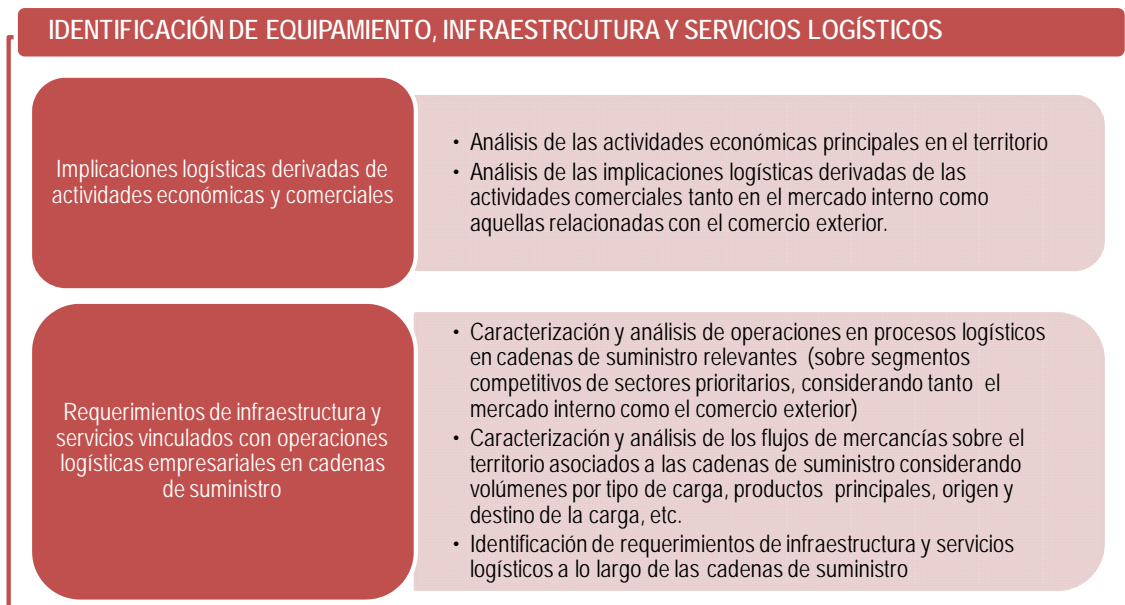 IDENTIFICACIÓN DE EQUIPAMIENTO, INFRAESTRCUTURA Y SERVICIOS LOGÍSTICOS
Implicaciones logísticas derivadas de
actividades económicas y comerciales
• Análisis de las actividades económicas principales en el territorio
• Análisis de las implicaciones logísticas derivadas de las
actividades comerciales tanto en el mercado interno como
aquellas relacionadas con el comercio exterior.
Requerimientos de infraestructura y
servicios vinculados con operaciones
logísticas empresariales en cadenas
de suministro
• Caracterización y análisis de operaciones en procesos logísticos
en cadenas de suministro relevantes (sobre segmentos
competitivos de sectores prioritarios, considerando tanto el
mercado interno como el comercio exterior)
• Caracterización y análisis de los flujos de mercancías sobre el
territorio asociados a las cadenas de suministro considerando
volúmenes por tipo de carga, productos principales, origen y
destino de la carga, etc.
• Identificación de requerimientos de infraestructura y servicios
logísticos a lo largo de las cadenas de suministro